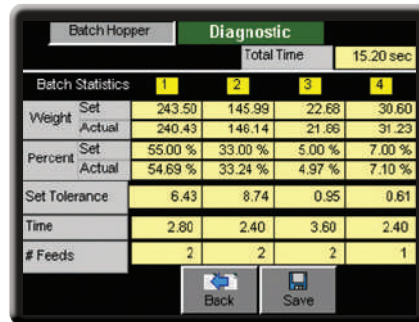 Batch Hopper Diagnostic
Total Time 15.20 sec
Batch Statistics 1 2 3 4
Weight Set 243.50 145.99 22.68 30.60
Actual 240.43 146.14 21.86 31.23
Percent Set 55.00 % 33.00 % 5.00 % 7.00 %
Actual 54.69 % 33.24 % 4.97 % 7.10 %
Set Tolerance 6.43 8.74 0.95 0.61
Time 2.80 2.40 3.60 2.40
# Feeds 2 2 2 1
Back Save